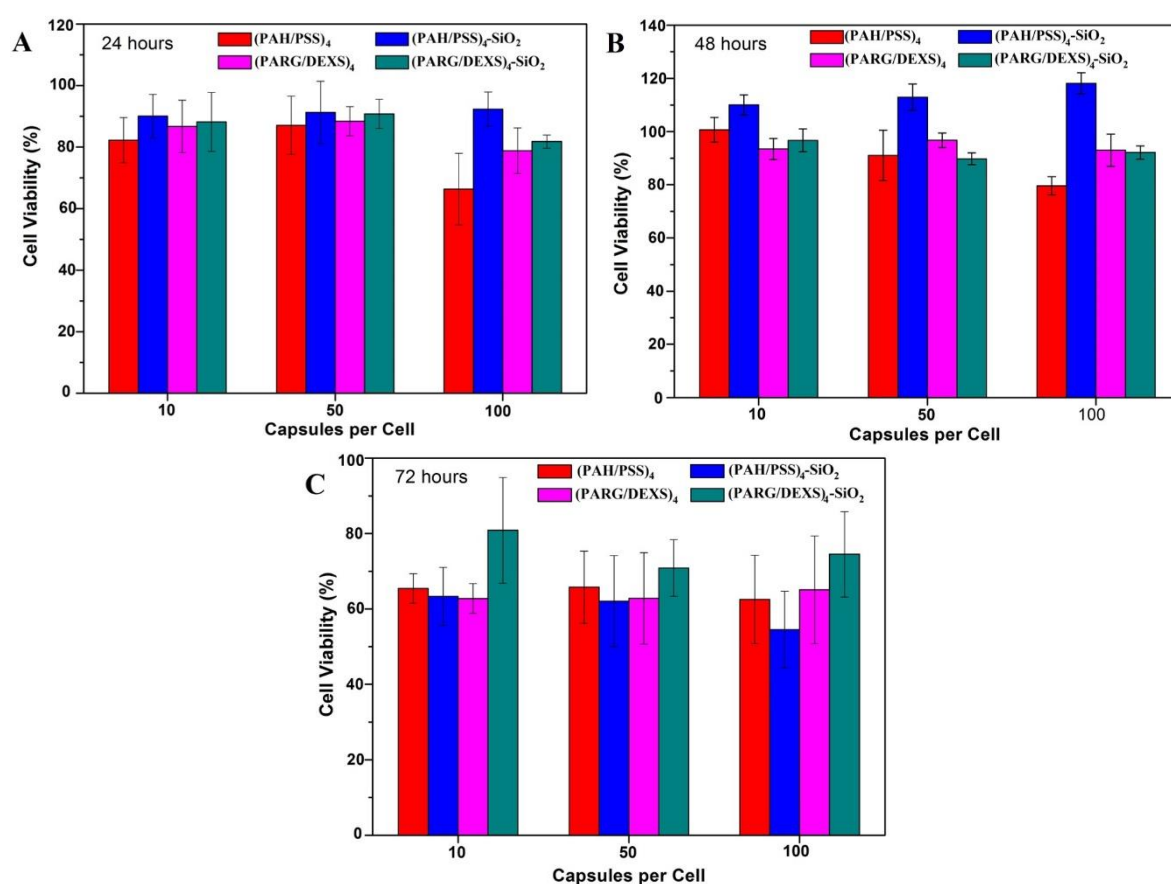 A
24 hours
(PAH/PSS)₄ (PAH/PSS)₄-SiO₂
(PARG/DEXS)₄ (PARG/DEXS)₄-SiO₂
120
100
80
60
40
20
0
Cell Viability (%)
10 50 100
Capsules per Cell
B
48 hours
(PAH/PSS)₄ (PAH/PSS)₄-SiO₂
(PARG/DEXS)₄ (PARG/DEXS)₄-SiO₂
140
120
100
80
60
40
20
0
Cell Viability (%)
10 50 100
Capsules per Cell
C
72 hours
(PAH/PSS)₄ (PAH/PSS)₄-SiO₂
(PARG/DEXS)₄ (PARG/DEXS)₄-SiO₂
100
80
60
40
20
0
Cell Viability (%)
10 50 100
Capsules per Cell